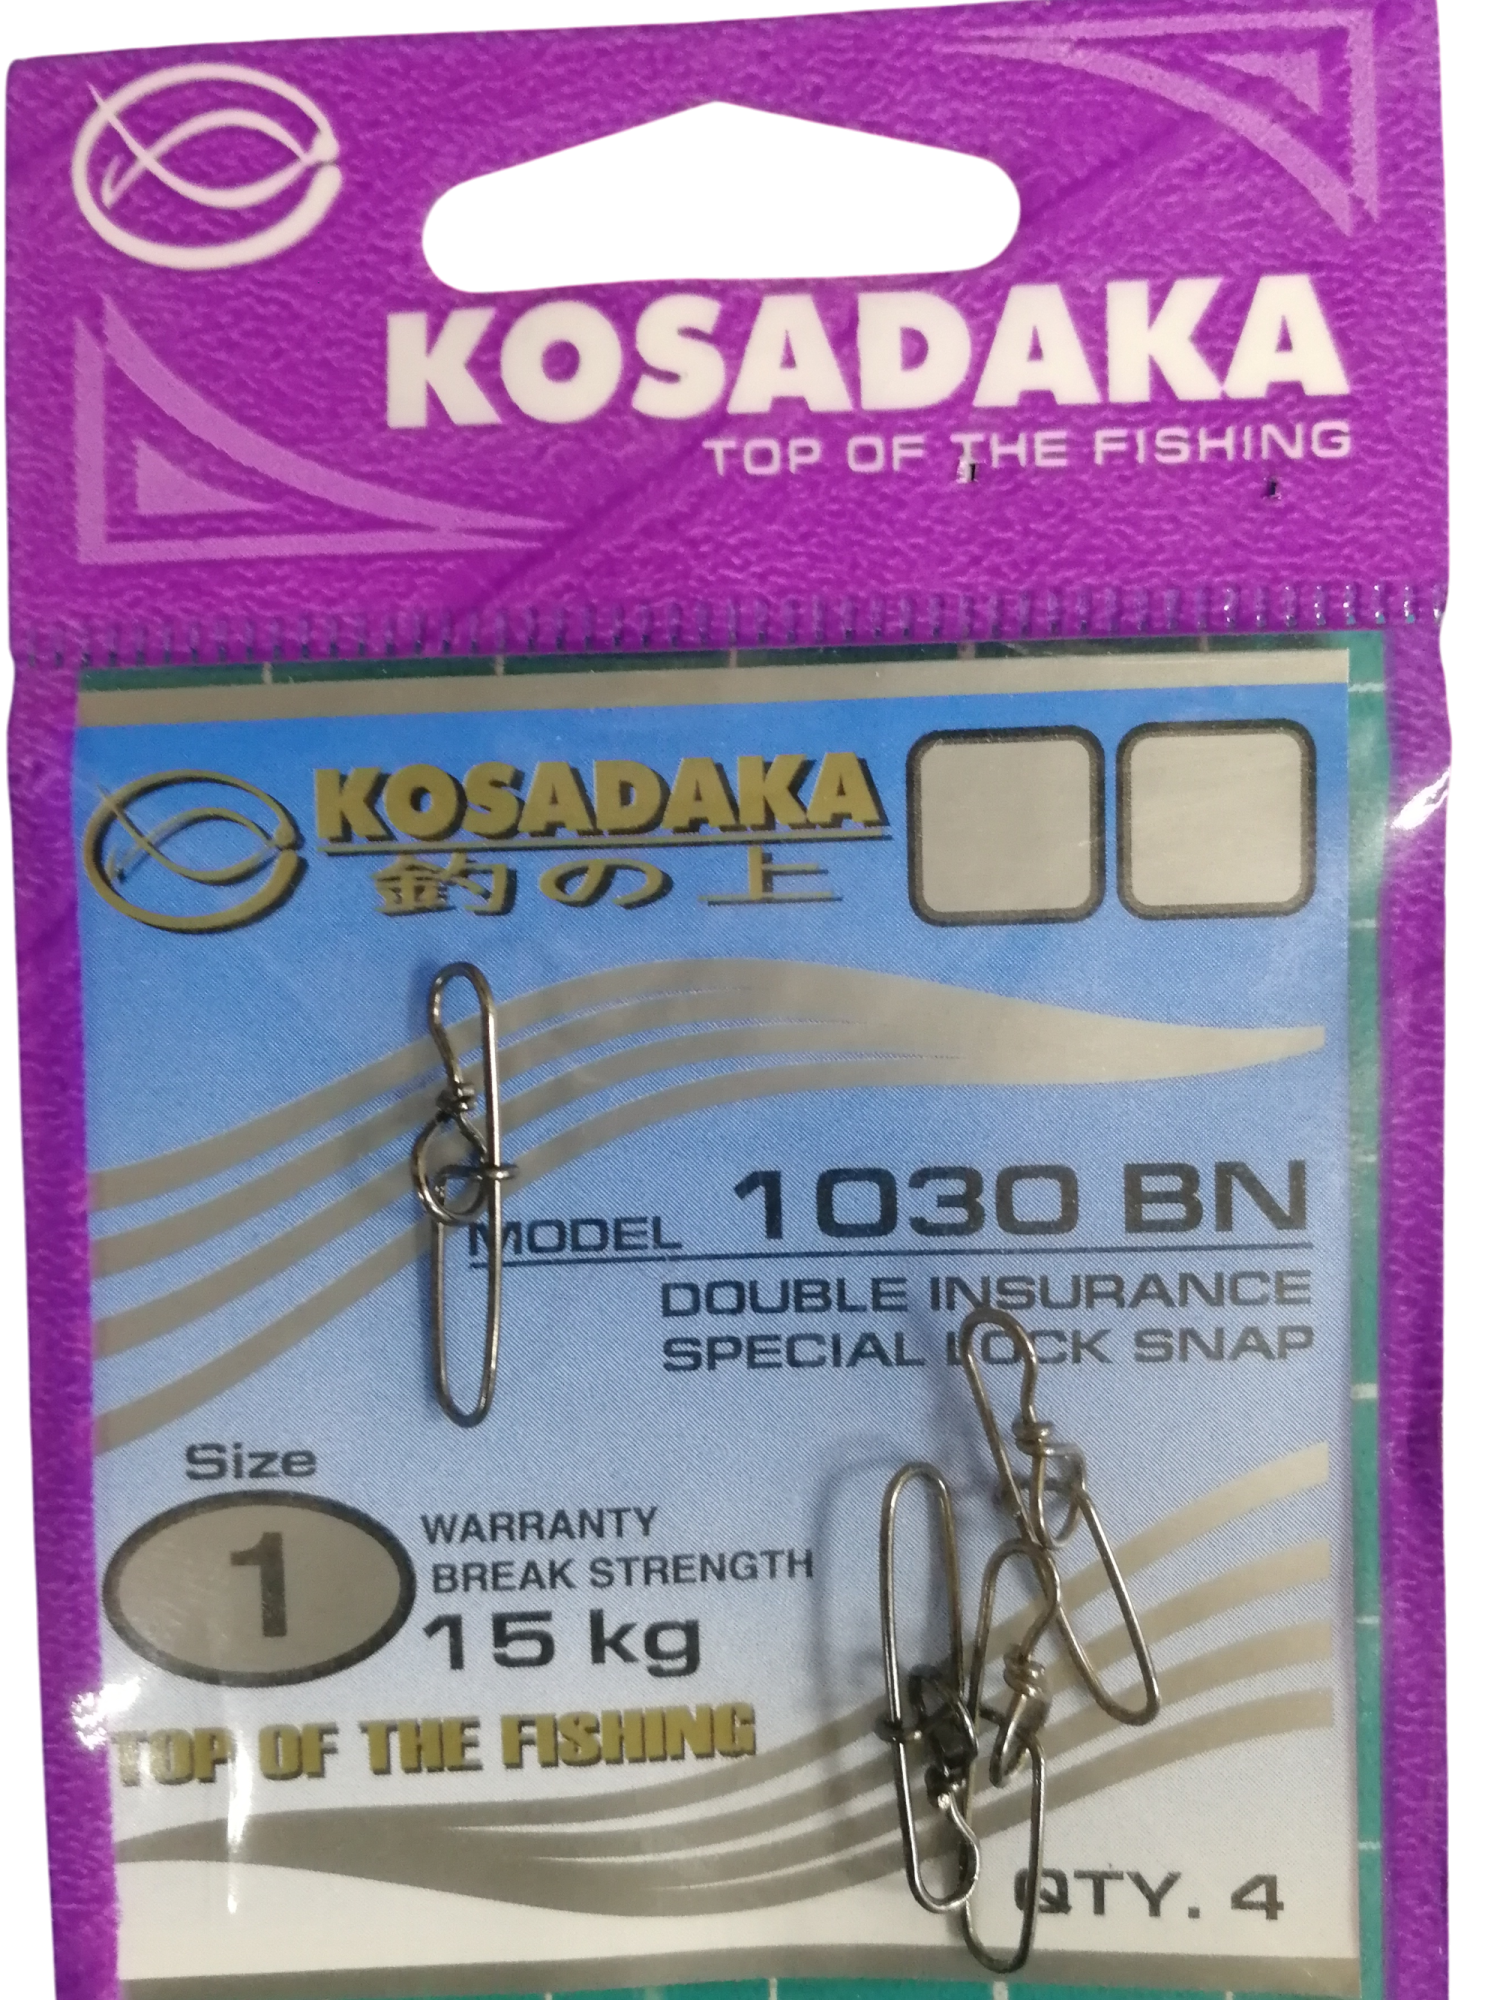 KOSADAKA
TOP OF THE FISHING
KOSADAKA
釣の上
MODEL 1030 BN
DOUBLE INSURANCE
SPECIAL LOCK SNAP
Size
1
WARRANTY
BREAK STRENGTH
15 kg
TOP OF THE FISHING
QTY. 4